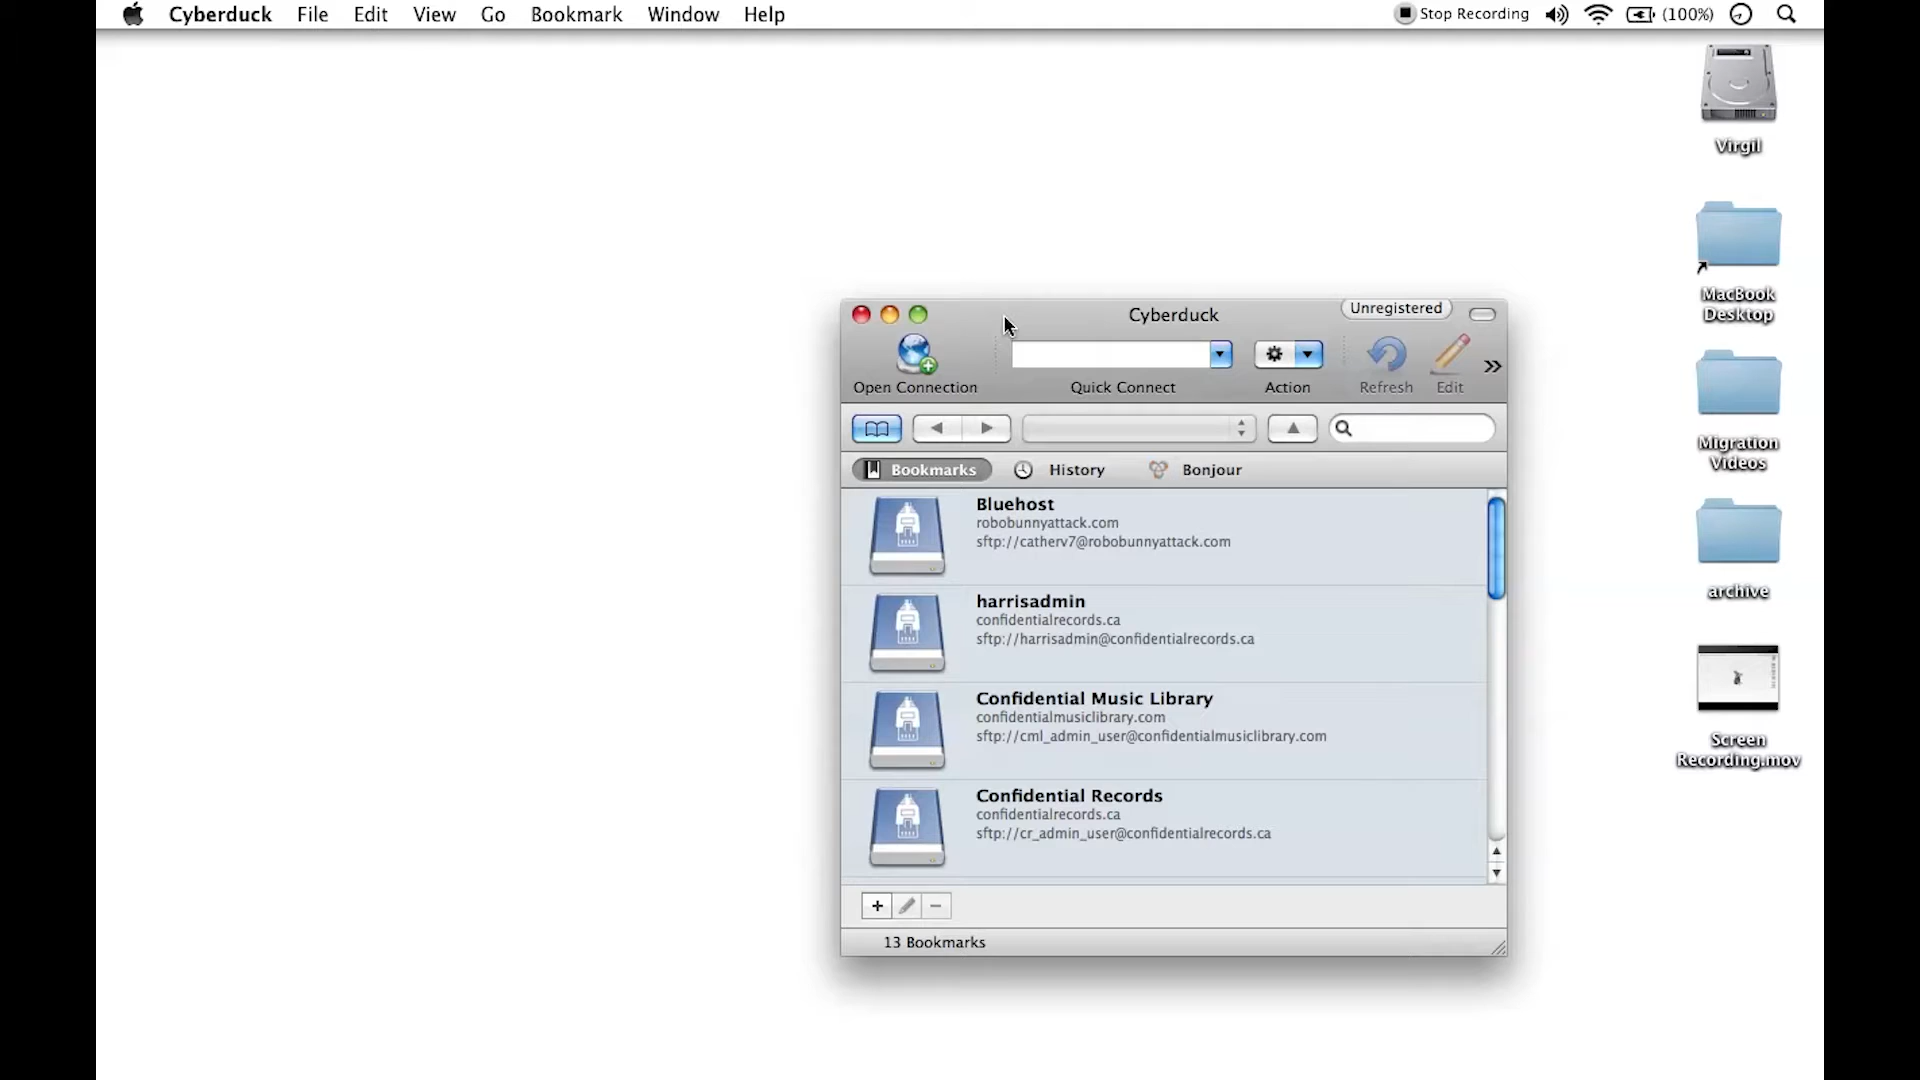 Cyberduck File Edit View Go Bookmark Window Help Stop Recording (100%)
Virgil
MacBook
Desktop
Migration
Videos
archive
Screen
Recording.mov
Cyberduck Unregistered
Open Connection Quick Connect Action Refresh Edit
Bookmarks History Bonjour
Bluehost
robobunnyattack.com
sftp://catherv7@robobunnyattack.com
harrisadmin
confidentialrecords.ca
sftp://harrisadmin@confidentialrecords.ca
Confidential Music Library
confidentialmusiclibrary.com
sftp://cml_admin_user@confidentialmusiclibrary.com
Confidential Records
confidentialrecords.ca
sftp://cr_admin_user@confidentialrecords.ca
13 Bookmarks